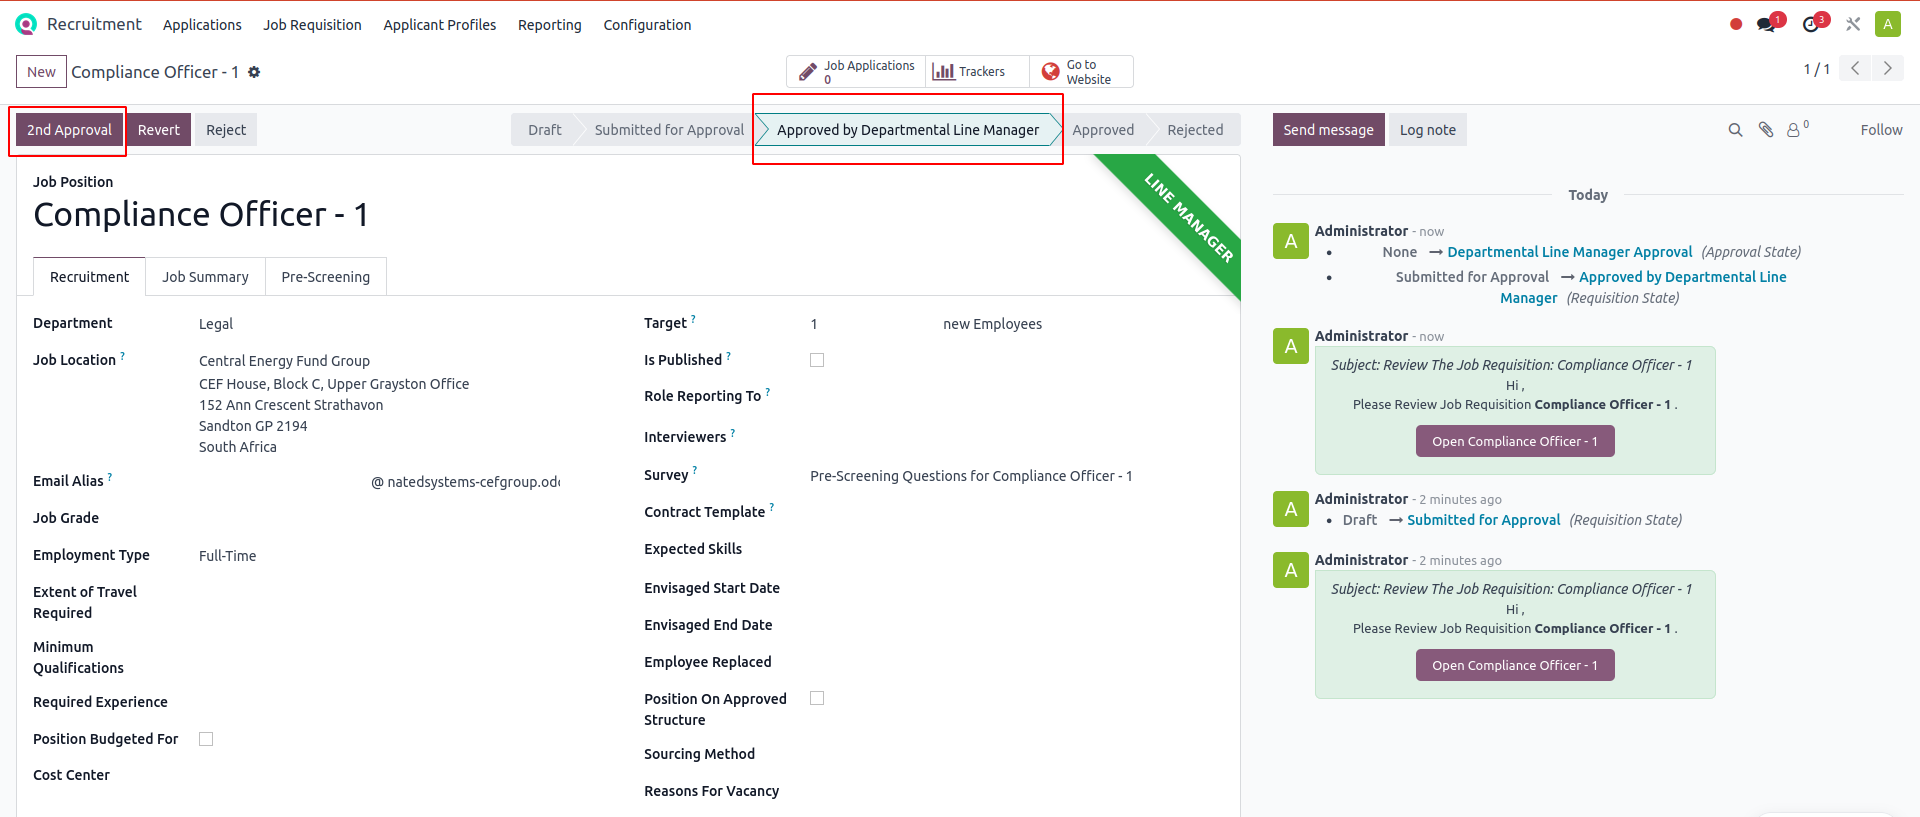 Recruitment Applications Job Requisition Applicant Profiles Reporting Configuration 1 3 A
New Compliance Officer - 1 Job Applications 0 Trackers Go to Website 1 / 1
2nd Approval Revert Reject Draft Submitted for Approval Approved by Departmental Line Manager Approved Rejected Send message Log note 0 Follow
LINE MANAGER
Job Position
Compliance Officer - 1
Recruitment Job Summary Pre-Screening
Department Legal
Job Location ? Central Energy Fund Group
CEF House, Block C, Upper Grayston Office
152 Ann Crescent Strathavon
Sandton GP 2194
South Africa
Email Alias ? @ natedsystems-cefgroup.odo
Job Grade
Employment Type Full-Time
Extent of Travel
Required
Minimum
Qualifications
Required Experience
Position Budgeted For
Cost Center
Target ? 1 new Employees
Is Published ?
Role Reporting To ?
Interviewers ?
Survey ? Pre-Screening Questions for Compliance Officer - 1
Contract Template ?
Expected Skills
Envisaged Start Date
Envisaged End Date
Employee Replaced
Position On Approved
Structure
Sourcing Method
Reasons For Vacancy
Today
A Administrator - now
• None → Departmental Line Manager Approval (Approval State)
• Submitted for Approval → Approved by Departmental Line
Manager (Requisition State)
A Administrator - now
Subject: Review The Job Requisition: Compliance Officer - 1
Hi ,
Please Review Job Requisition Compliance Officer - 1 .
Open Compliance Officer - 1
A Administrator - 2 minutes ago
• Draft → Submitted for Approval (Requisition State)
A Administrator - 2 minutes ago
Subject: Review The Job Requisition: Compliance Officer - 1
Hi ,
Please Review Job Requisition Compliance Officer - 1 .
Open Compliance Officer - 1